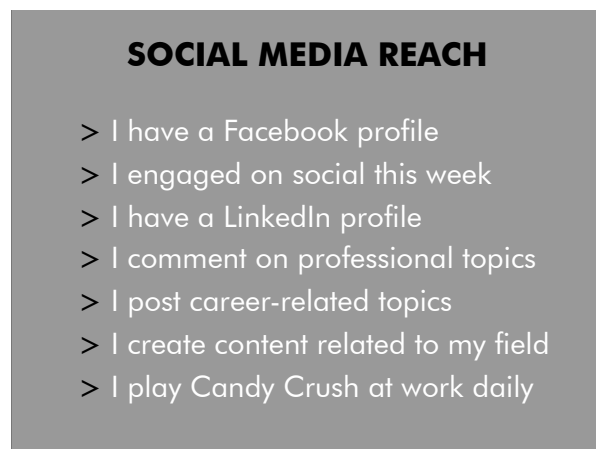 SOCIAL MEDIA REACH
> I have a Facebook profile
> I engaged on social this week
> I have a LinkedIn profile
> I comment on professional topics
> I post career-related topics
> I create content related to my field
> I play Candy Crush at work daily